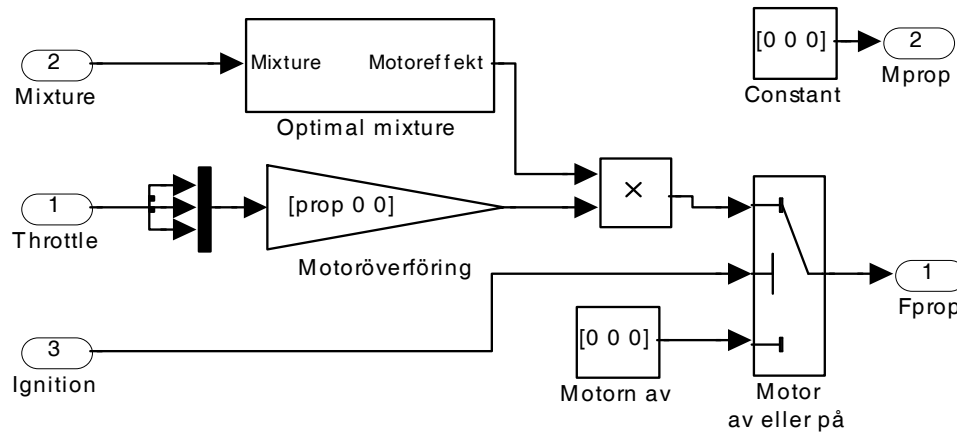 2
Mixture
Mixture
Motoreffekt
Optimal mixture
[0 0 0]
Constant
2
Mprop
1
Throttle
[prop 0 0]
Motoröverföring
×
3
Ignition
[0 0 0]
Motorn av
Motor
av eller på
1
Fprop